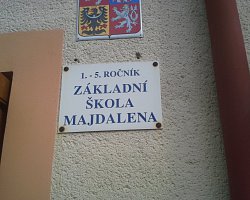 1. - 5. ROČNÍK
ZÁKLADNÍ
ŠKOLA
MAJDALENA